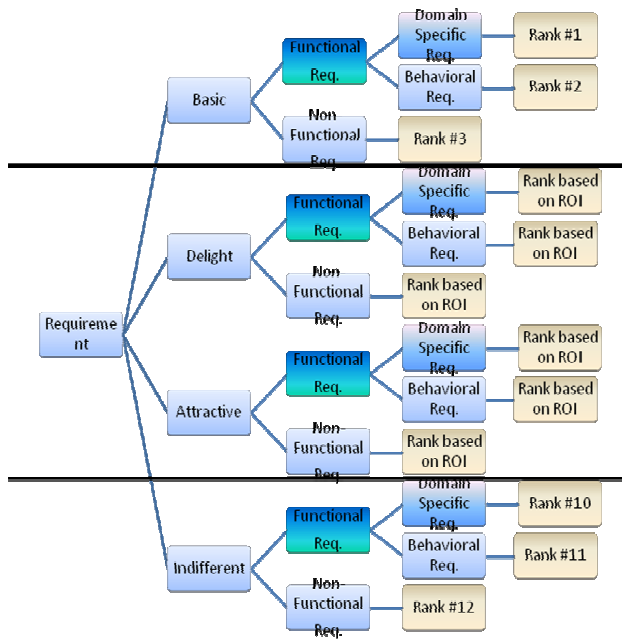 Requireme
nt
Basic
Functional
Req.
Domain
Specific
Req.
Rank #1
Behavioral
Req.
Rank #2
Non
Functional
Req
Rank #3
Delight
Functional
Req.
Domain
Specific
Req.
Rank based
on ROI
Behavioral
Req.
Rank based
on ROI
Non
Functional
Req.
Rank based
on ROI
Attractive
Functional
Req.
Domain
Specific
Req.
Rank based
on ROI
Behavioral
Req.
Rank based
on ROI
Non-
Functional
Req
Rank based
on ROI
Indifferent
Functional
Req.
Domain
Specific
Req.
Rank #10
Behavioral
Req.
Rank #11
Non-
Functional
Req.
Rank #12